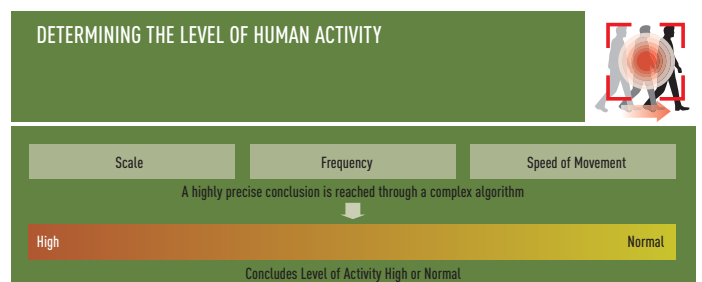 DETERMINING THE LEVEL OF HUMAN ACTIVITY
Scale
Frequency
Speed of Movement
A highly precise conclusion is reached through a complex algorithm
High
Normal
Concludes Level of Activity High or Normal